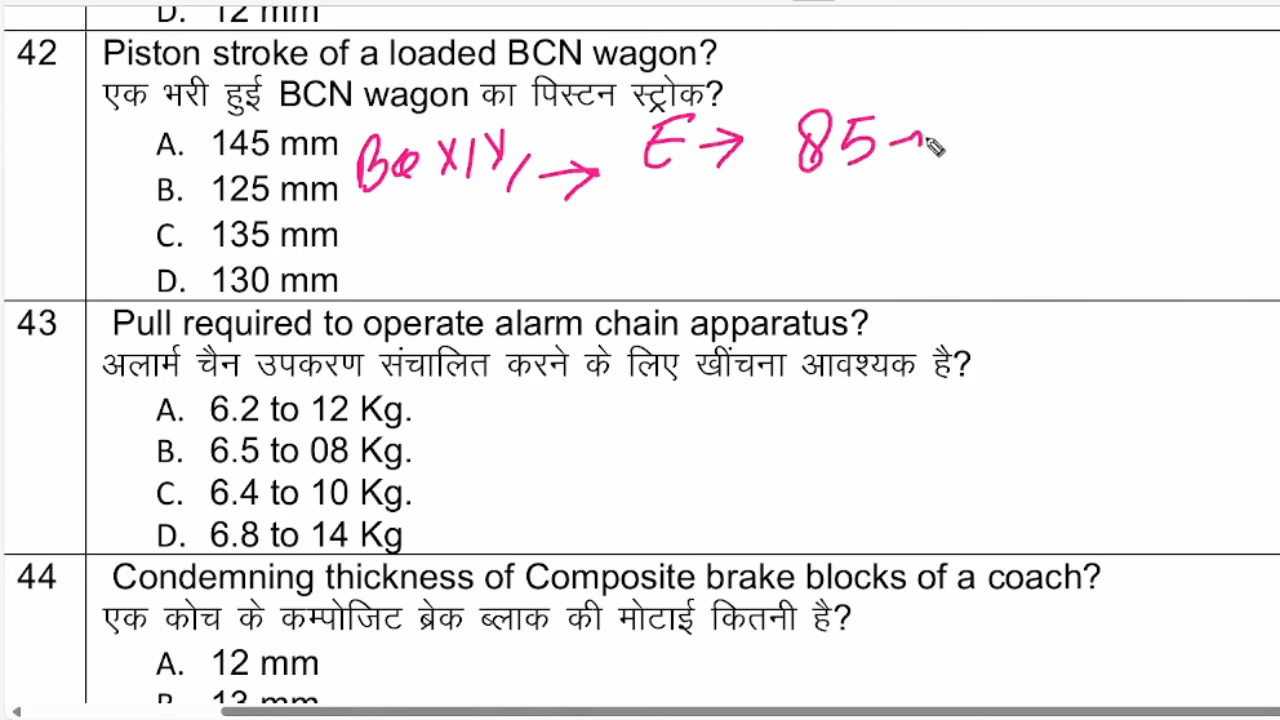 D. 12 mm
42 Piston stroke of a loaded BCN wagon?
एक भरी हुई BCN wagon का पिस्टन स्ट्रोक?
A. 145 mm
E → 85
B. 125 mm
C. 135 mm
D. 130 mm
43 Pull required to operate alarm chain apparatus?
अलार्म चैन उपकरण संचालित करने के लिए खींचना आवश्यक है?
A. 6.2 to 12 Kg.
B. 6.5 to 08 Kg.
C. 6.4 to 10 Kg.
D. 6.8 to 14 Kg
44 Condemning thickness of Composite brake blocks of a coach?
एक कोच के कम्पोजिट ब्रेक ब्लाक की मोटाई कितनी है?
A. 12 mm
B. 13 mm